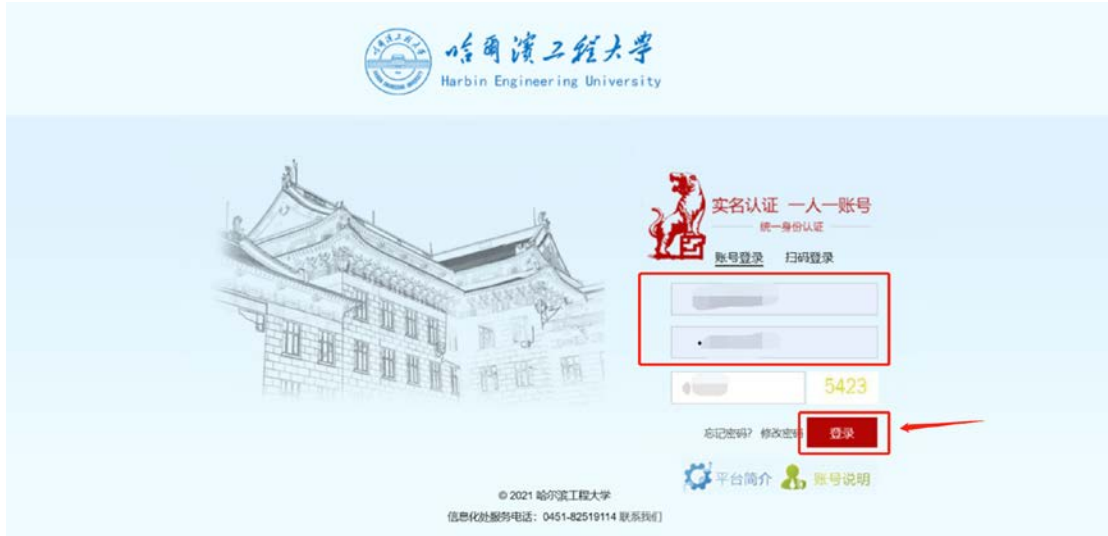 哈爾濱工程大學
Harbin Engineering University
实名认证 一人一账号
统一身份认证
账号登录 扫码登录
5423
忘记密码? 修改密码 登录
平台简介 账号说明
© 2021 哈尔滨工程大学
信息化处服务电话：0451-82519114 联系我们